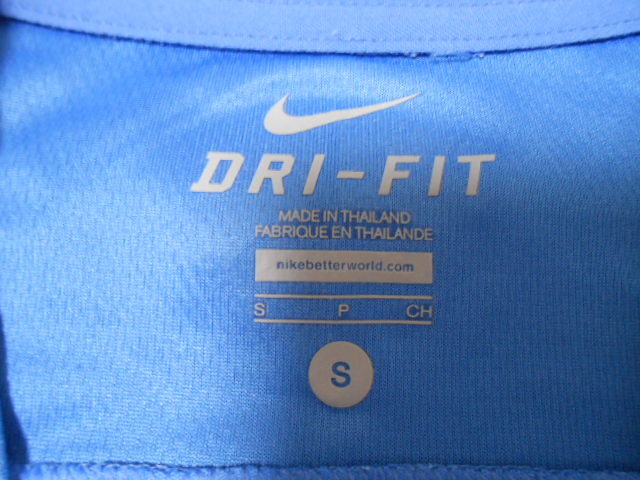 DRI-FIT
MADE IN THAILAND
FABRIQUE EN THAILANDE
nikebetterworld.com
S P CH
S